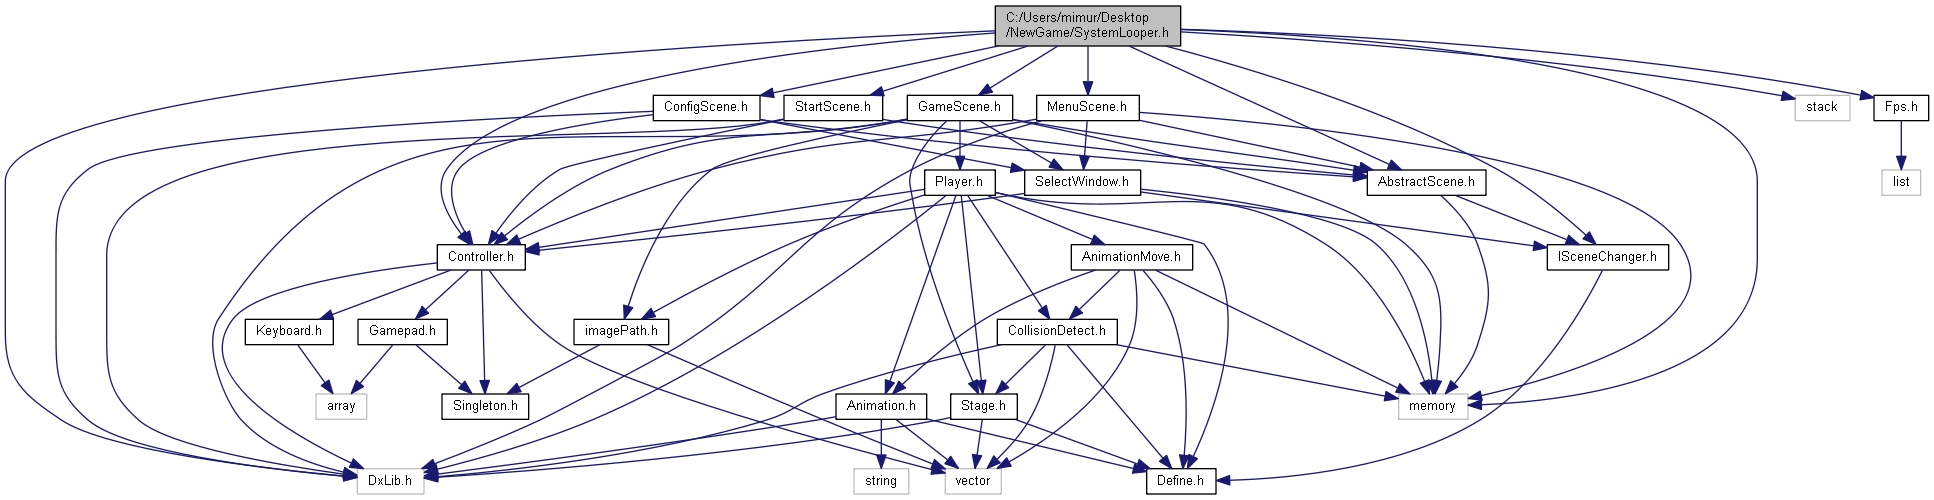 C:/Users/mimur/Desktop
/NewGame/SystemLooper.h
ConfigScene.h
StartScene.h
GameScene.h
MenuScene.h
stack
Fps.h
Player.h
SelectWindow.h
AbstractScene.h
list
Controller.h
AnimationMove.h
ISceneChanger.h
Keyboard.h
Gamepad.h
imagePath.h
CollisionDetect.h
array
Singleton.h
Animation.h
Stage.h
memory
DxLib.h
string
vector
Define.h